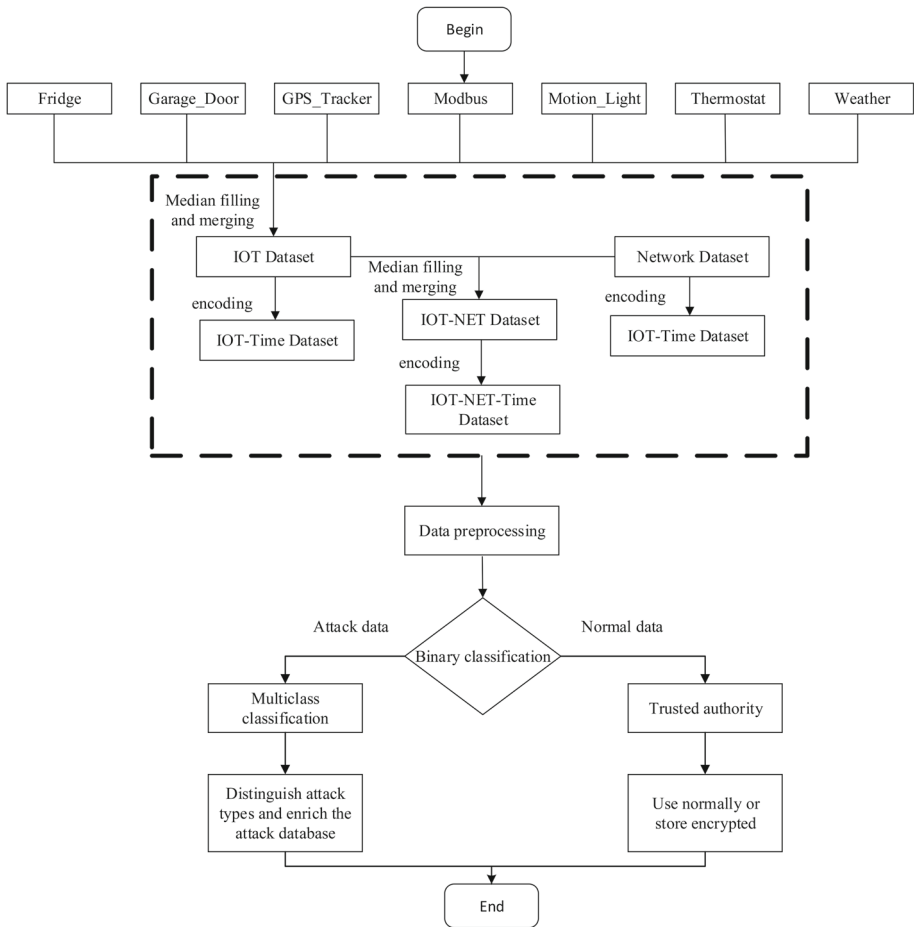 Begin
Fridge
Garage_Door
GPS_Tracker
Modbus
Motion_Light
Thermostat
Weather
Median filling
and merging
IOT Dataset
Median filling
and merging
Network Dataset
encoding
IOT-NET Dataset
encoding
IOT-Time Dataset
IOT-Time Dataset
encoding
IOT-NET-Time
Dataset
Data preprocessing
Attack data
Normal data
Binary classification
Multiclass
classification
Trusted authority
Distinguish attack
types and enrich the
attack database
Use normally or
store encrypted
End